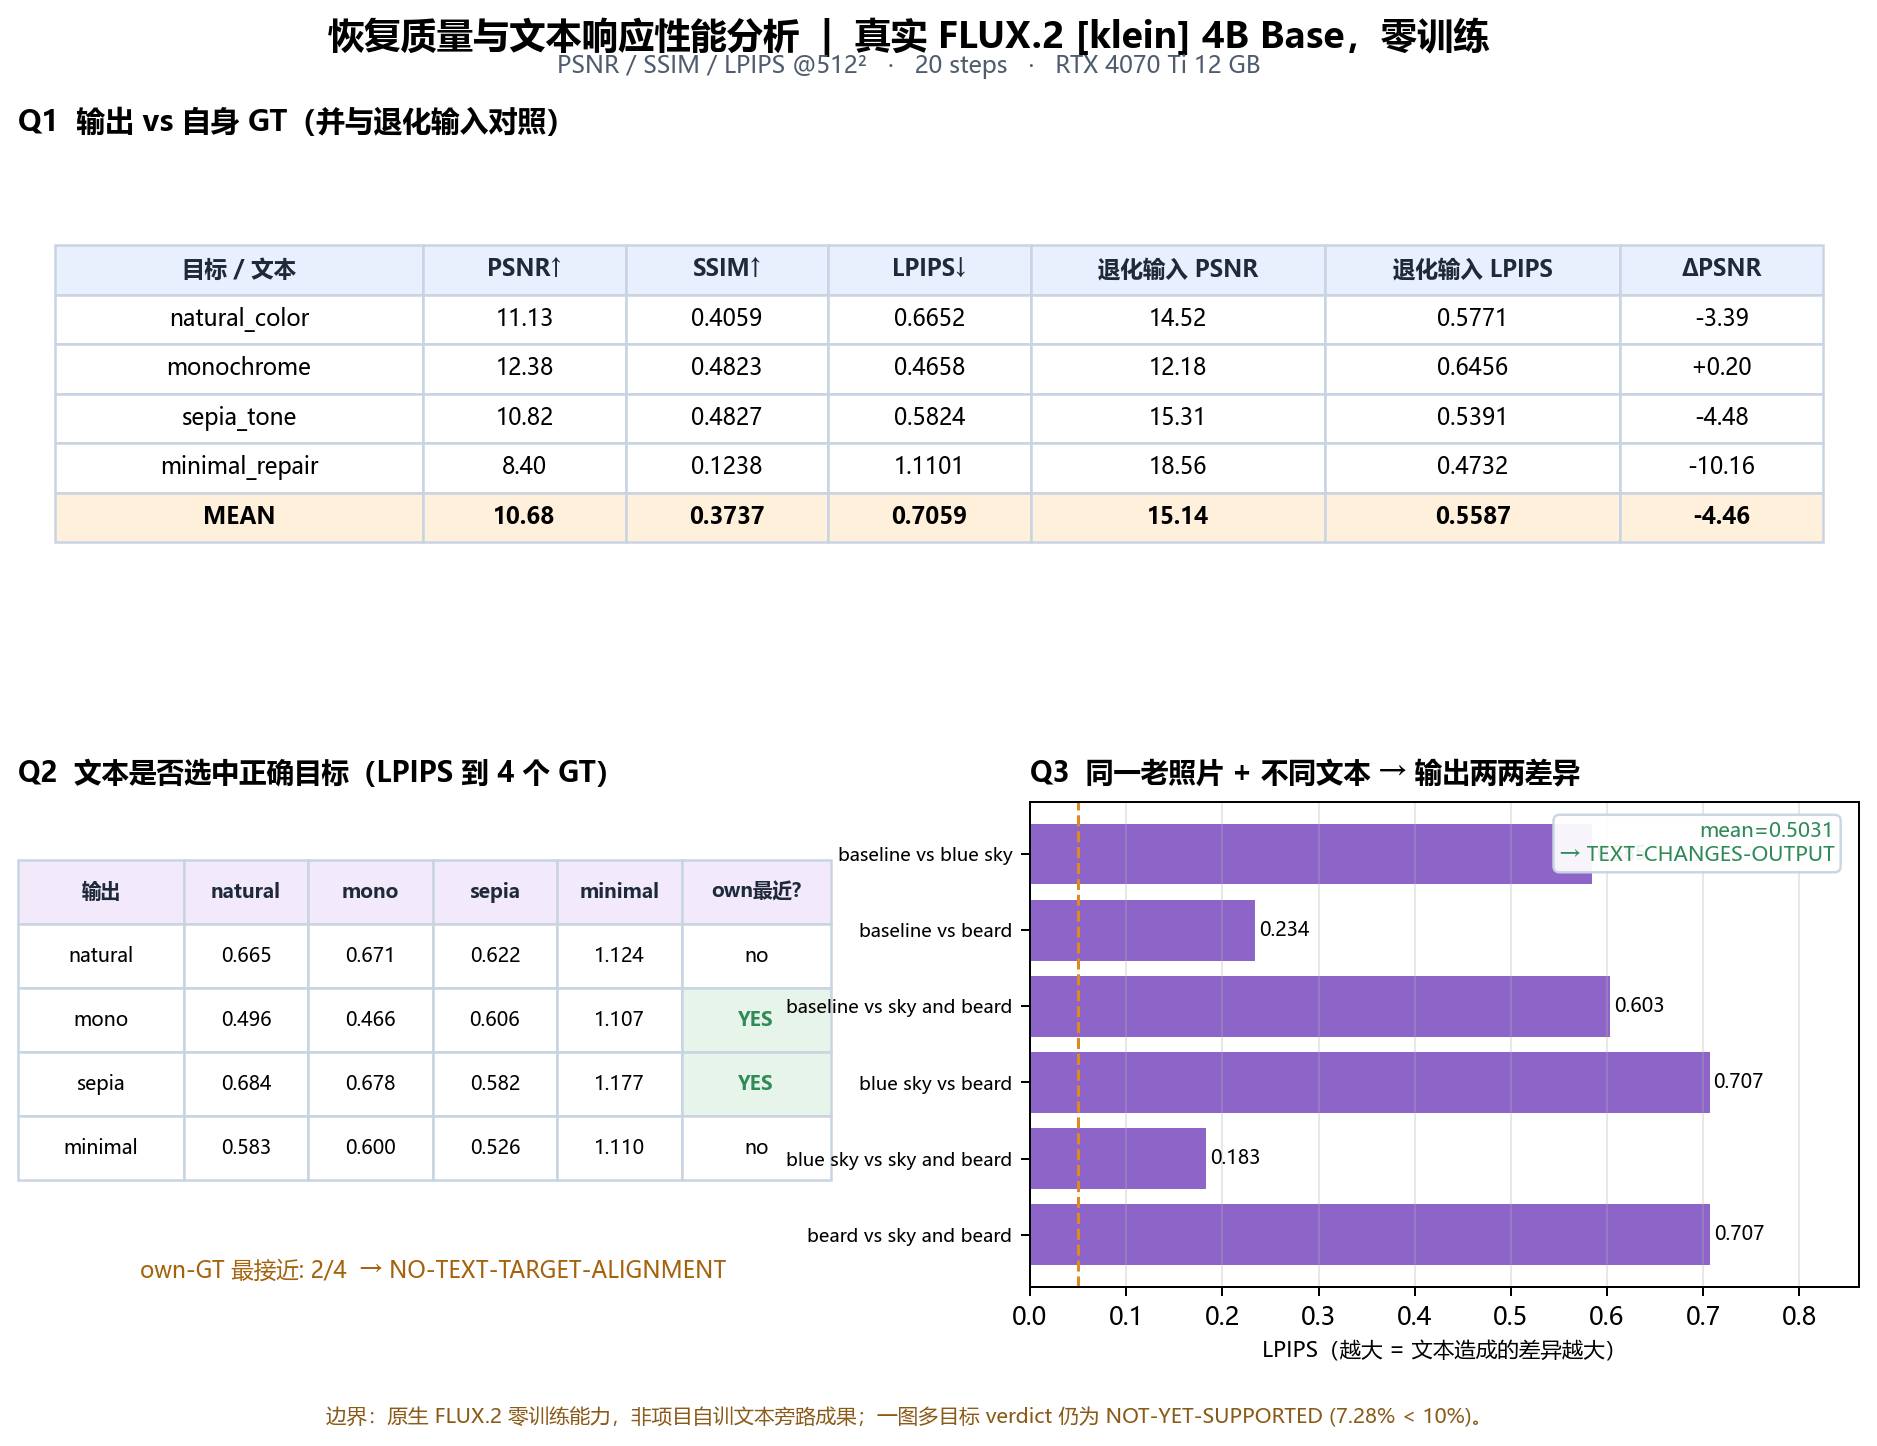 恢复质量与文本响应性能分析 | 真实 FLUX.2 [klein] 4B Base，零训练
PSNR / SSIM / LPIPS @512² · 20 steps · RTX 4070 Ti 12 GB
Q1 输出 vs 自身 GT（并与退化输入对照）
目标 / 文本 PSNR↑ SSIM↑ LPIPS↓ 退化输入 PSNR 退化输入 LPIPS ΔPSNR
natural_color 11.13 0.4059 0.6652 14.52 0.5771 -3.39
monochrome 12.38 0.4823 0.4658 12.18 0.6456 +0.20
sepia_tone 10.82 0.4827 0.5824 15.31 0.5391 -4.48
minimal_repair 8.40 0.1238 1.1101 18.56 0.4732 -10.16
MEAN 10.68 0.3737 0.7059 15.14 0.5587 -4.46
Q2 文本是否选中正确目标（LPIPS 到 4 个 GT）
输出 natural mono sepia minimal own最近?
natural 0.665 0.671 0.622 1.124 no
mono 0.496 0.466 0.606 1.107 YES
sepia 0.684 0.678 0.582 1.177 YES
minimal 0.583 0.600 0.526 1.110 no
own-GT 最接近: 2/4 → NO-TEXT-TARGET-ALIGNMENT
Q3 同一老照片 + 不同文本 → 输出两两差异
mean=0.5031
→ TEXT-CHANGES-OUTPUT
baseline vs blue sky
baseline vs beard 0.234
baseline vs sky and beard 0.603
blue sky vs beard 0.707
blue sky vs sky and beard 0.183
beard vs sky and beard 0.707
0.0 0.1 0.2 0.3 0.4 0.5 0.6 0.7 0.8
LPIPS（越大 = 文本造成的差异越大）
边界：原生 FLUX.2 零训练能力，非项目自训文本旁路成果；一图多目标 verdict 仍为 NOT-YET-SUPPORTED (7.28% < 10%)。